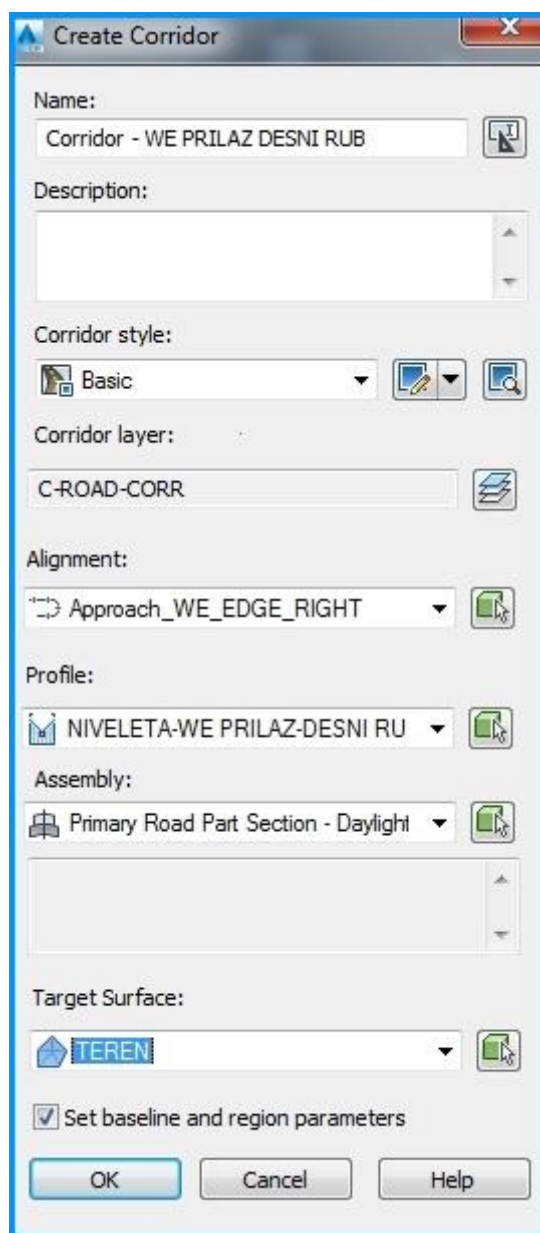 Create Corridor
Name:
Corridor - WE PRILAZ DESNI RUB
Description:
Corridor style:
Basic
Corridor layer:
C-ROAD-CORR
Alignment:
Approach_WE_EDGE_RIGHT
Profile:
NIVELETA-WE PRILAZ-DESNI RU
Assembly:
Primary Road Part Section - Daylight
Target Surface:
TEREN
Set baseline and region parameters
OK Cancel Help